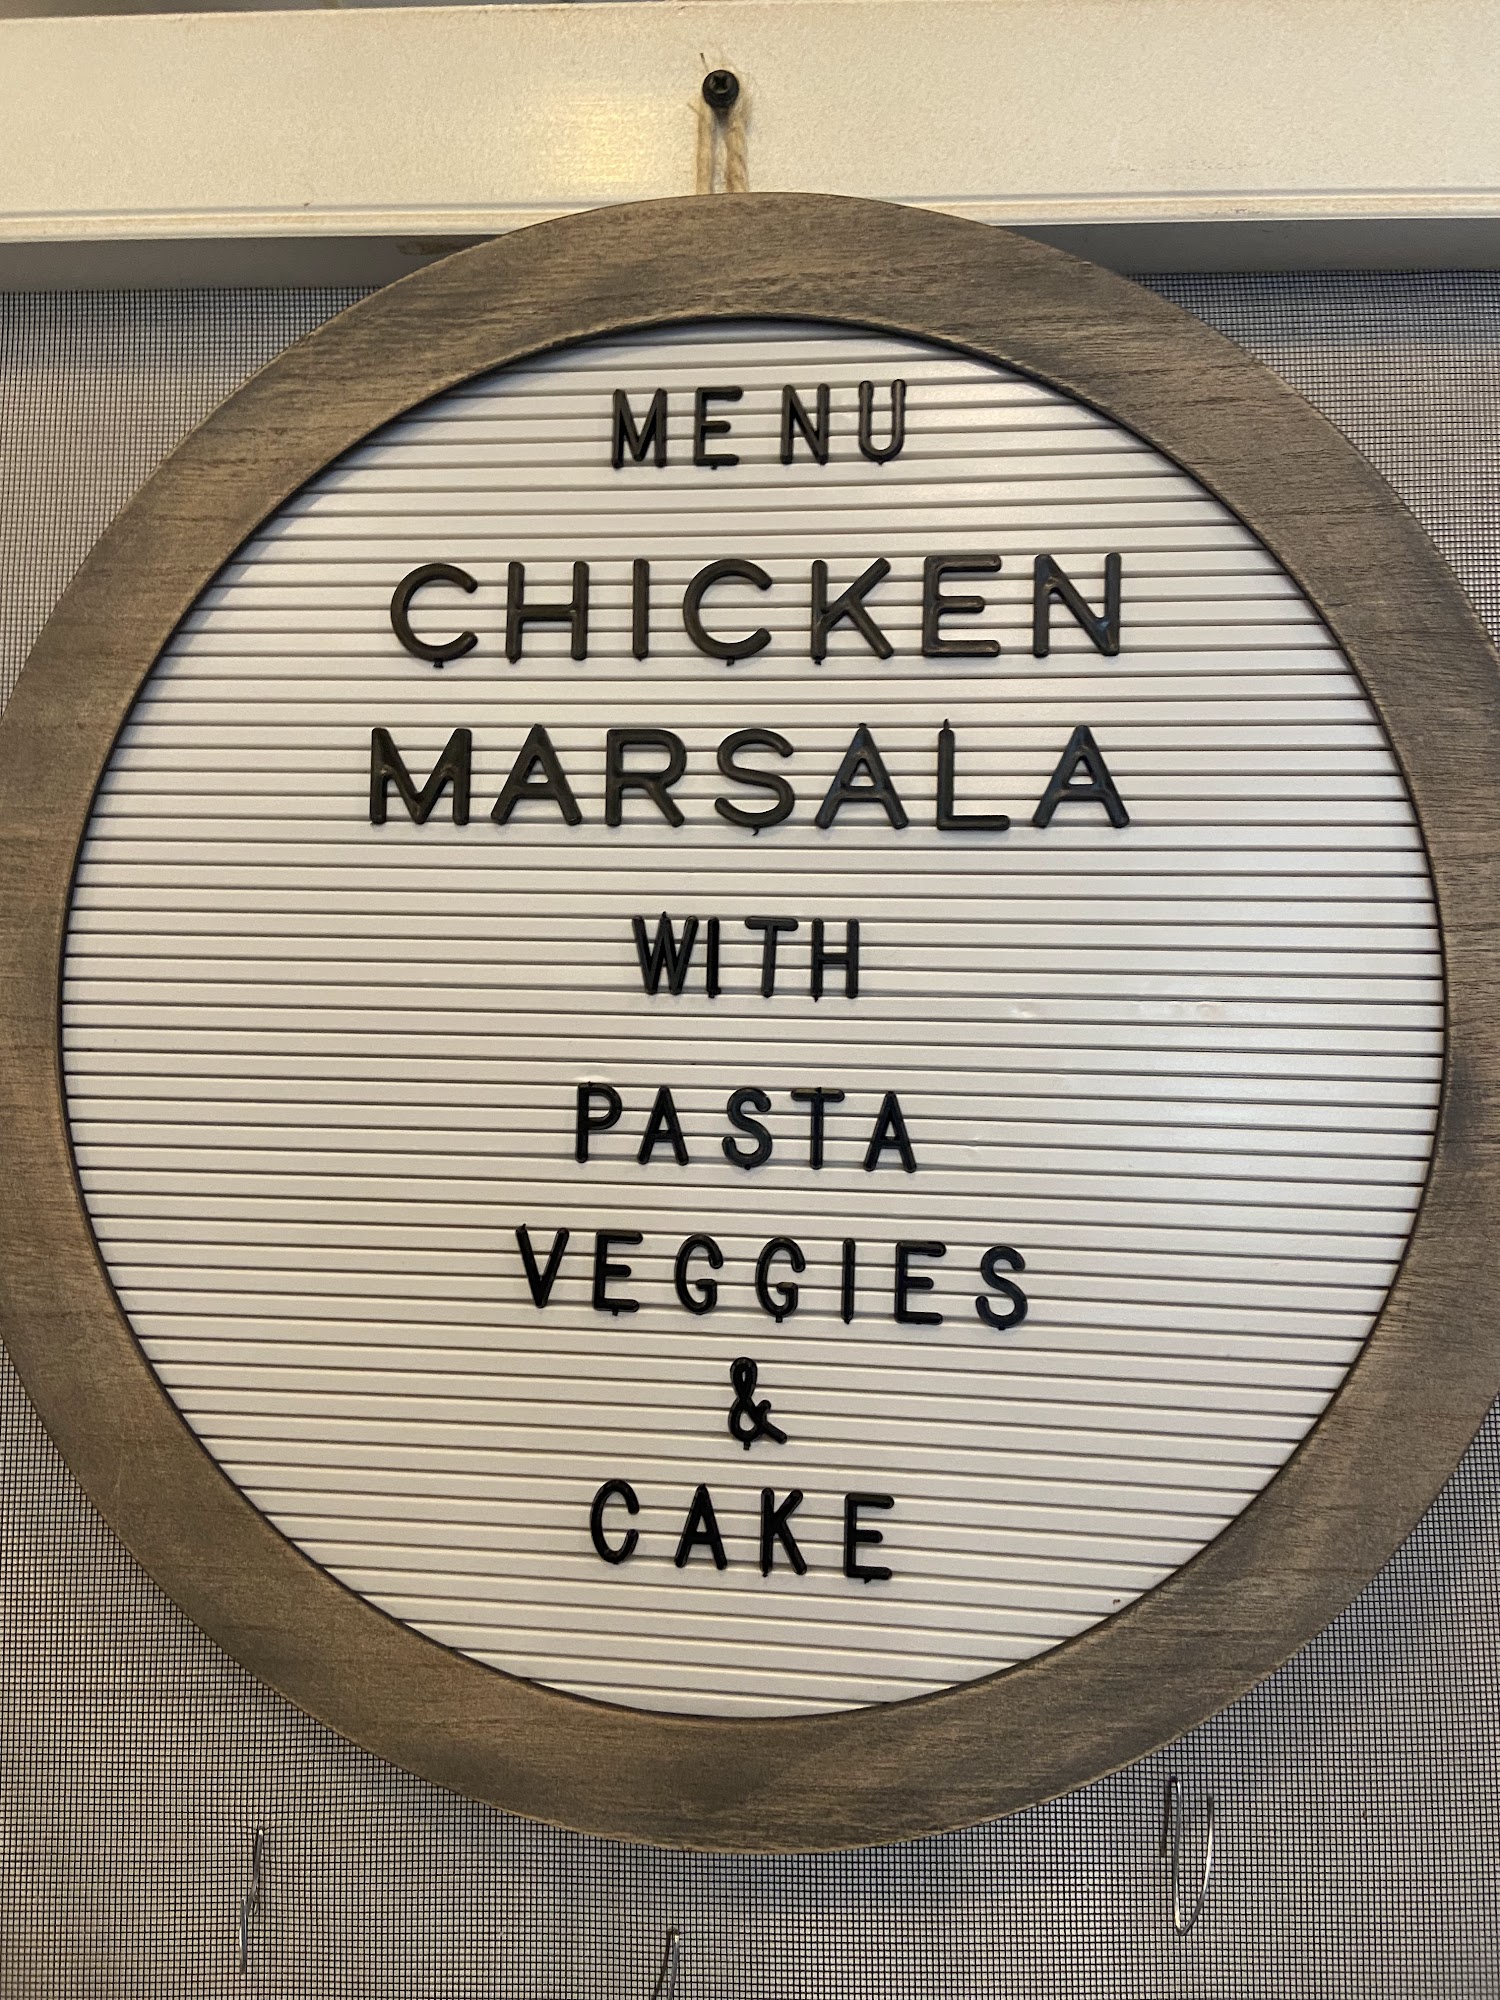 MENU
CHICKEN
MARSALA
WITH
PASTA
VEGGIES
&
CAKE